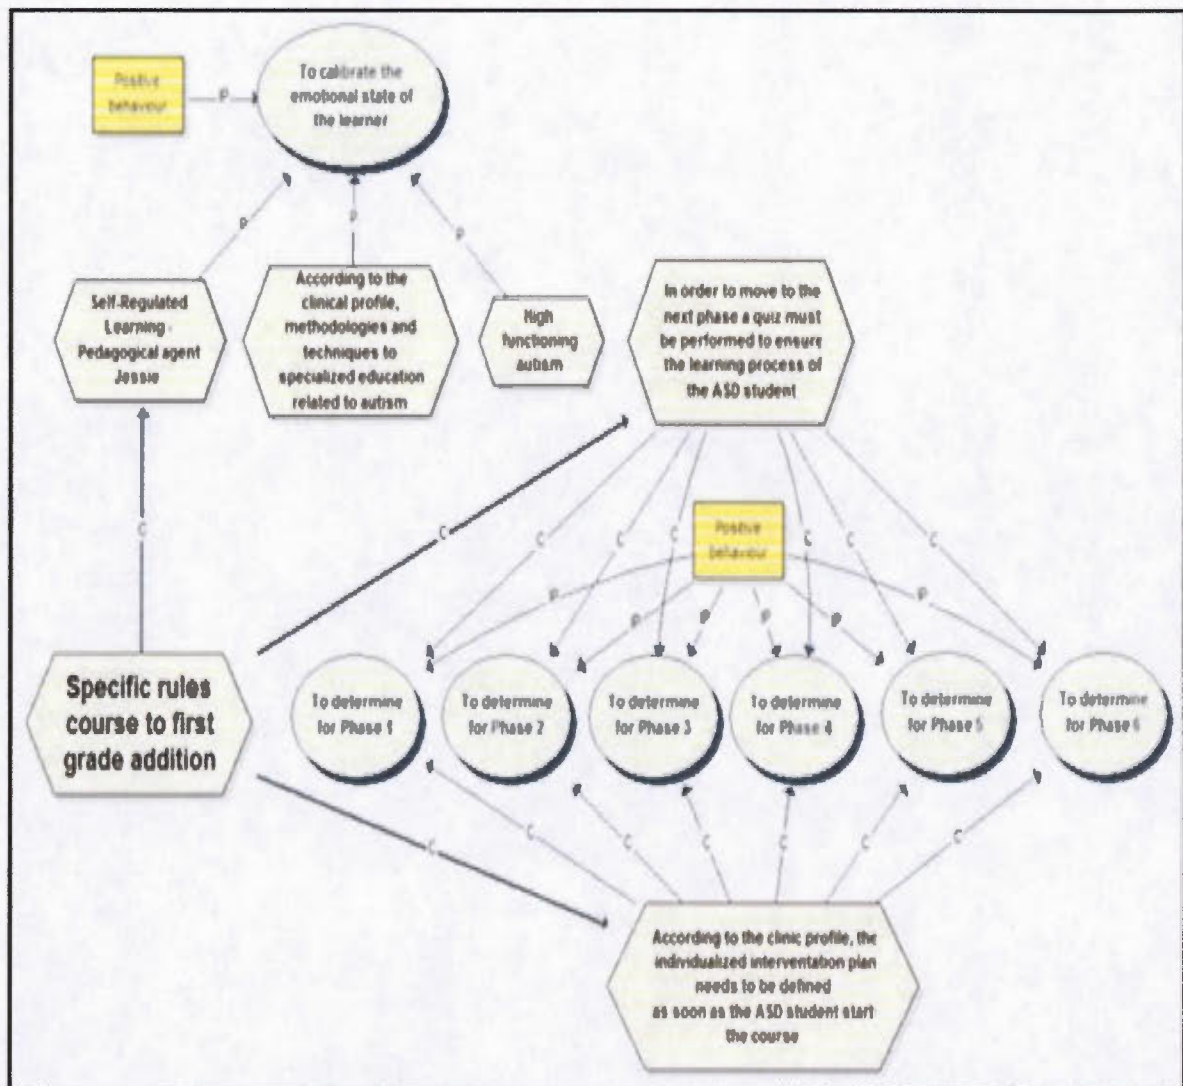 Positive
behaviour
P
To calibrate the
emotional state of
the learner
P
P
P
Self-Regulated
Learning -
Pedagogical agent
Jessie
According to the
clinical profile,
methodologies and
techniques to
specialized education
related to autism
High
functioning
autism
In order to move to the
next phase a quiz must
be performed to ensure
the learning process of
the ASD student
C
C
C
C
C
C
C
C
Positive
behaviour
P
P
P
P
P
P
Specific rules
course to first
grade addition
To determine
for Phase 1
To determine
for Phase 2
To determine
for Phase 3
To determine
for Phase 4
To determine
for Phase 5
To determine
for Phase 6
C
C
C
C
C
C
C
According to the clinic profile, the
individualized interventation plan
needs to be defined
as soon as the ASD student start
the course